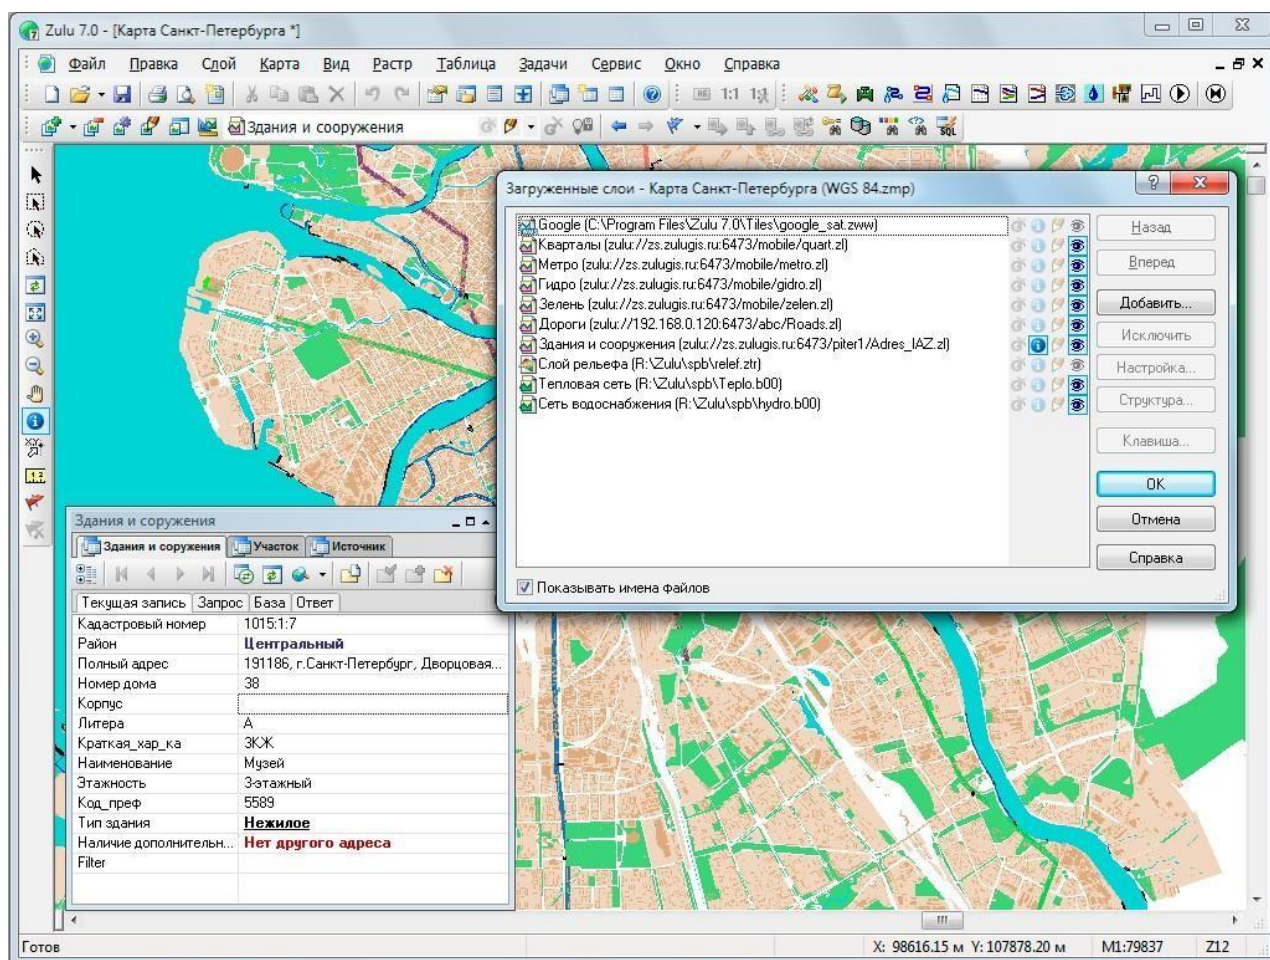 Zulu 7.0 - [Карта Санкт-Петербурга *]
Файл Правка Слой Карта Вид Растр Таблица Задачи Сервис Окно Справка
1:1
Здания и сооружения
SQL
Загруженные слои - Карта Санкт-Петербурга (WGS 84.zmp)
Google (C:\Program Files\Zulu 7.0\Tiles\google_sat.zww)
Кварталы (zulu://zs.zulugis.ru:6473/mobile/quart.zl)
Метро (zulu://zs.zulugis.ru:6473/mobile/metro.zl)
Гидро (zulu://zs.zulugis.ru:6473/mobile/gidro.zl)
Зелень (zulu://zs.zulugis.ru:6473/mobile/zelen.zl)
Дороги (zulu://192.168.0.120:6473/abc/Roads.zl)
Здания и сооружения (zulu://zs.zulugis.ru:6473/piter1/Adres_IAZ.zl)
Слой рельефа (R:\Zulu\spb\relef.ztr)
Тепловая сеть (R:\Zulu\spb\Teplo.b00)
Сеть водоснабжения (R:\Zulu\spb\hydro.b00)
Назад
Вперед
Добавить...
Исключить
Настройка...
Структура...
Клавиша...
OK
Отмена
Справка
Показывать имена файлов
Здания и соружения
Здания и соружения Участок Источник
Текущая запись Запрос База Ответ
Кадастровый номер 1015:1:7
Район Центральный
Полный адрес 191186, г.Санкт-Петербург, Дворцовая...
Номер дома 38
Корпус
Литера А
Краткая_хар_ка ЗКЖ
Наименование Музей
Этажность 3-этажный
Код_преф 5589
Тип здания Нежилое
Наличие дополнительн... Нет другого адреса
Filter
Готов X: 98616.15 м Y: 107878.20 м М1:79837 Z12